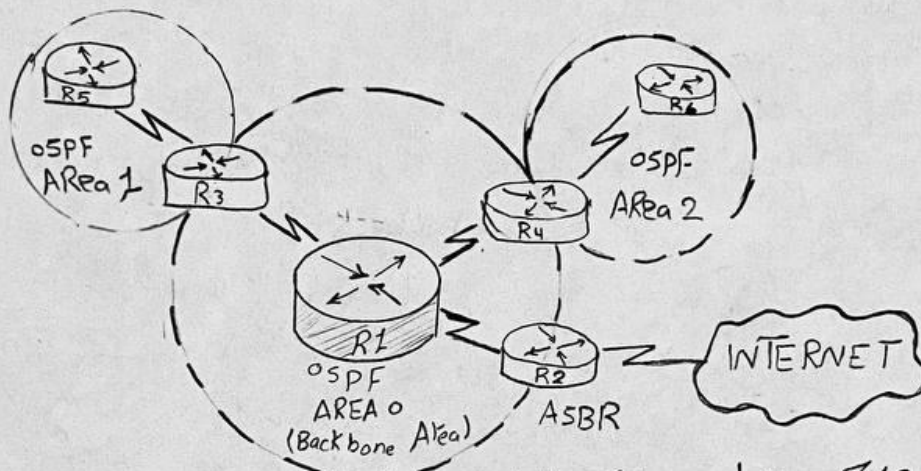 R5
OSPF
ARea 1
R3
R6
OSPF
ARea 2
R4
R1
OSPF
AREA 0
(Backbone Area)
R2
ASBR
INTERNET